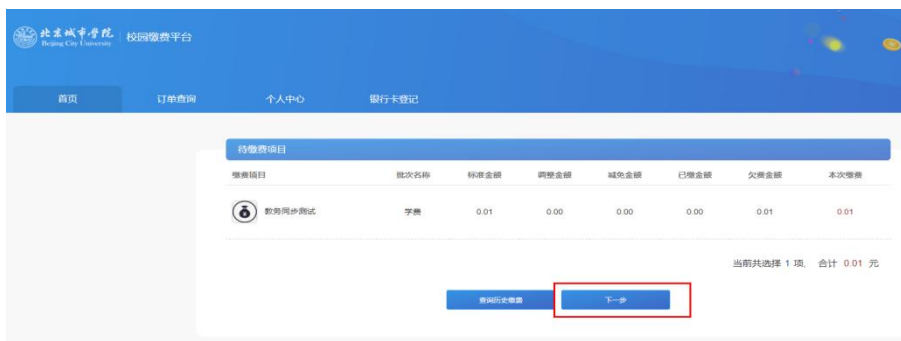 北京城市学院 校园缴费平台
Beijing City University
首页 订单查询 个人中心 银行卡登记
待缴费项目
缴费项目 批次名称 标准金额 调整金额 减免金额 已缴金额 欠费金额 本次缴费
教务同步测试 学费 0.01 0.00 0.00 0.00 0.01 0.01
当前共选择 1 项, 合计 0.01 元
查询历史缴费 下一步